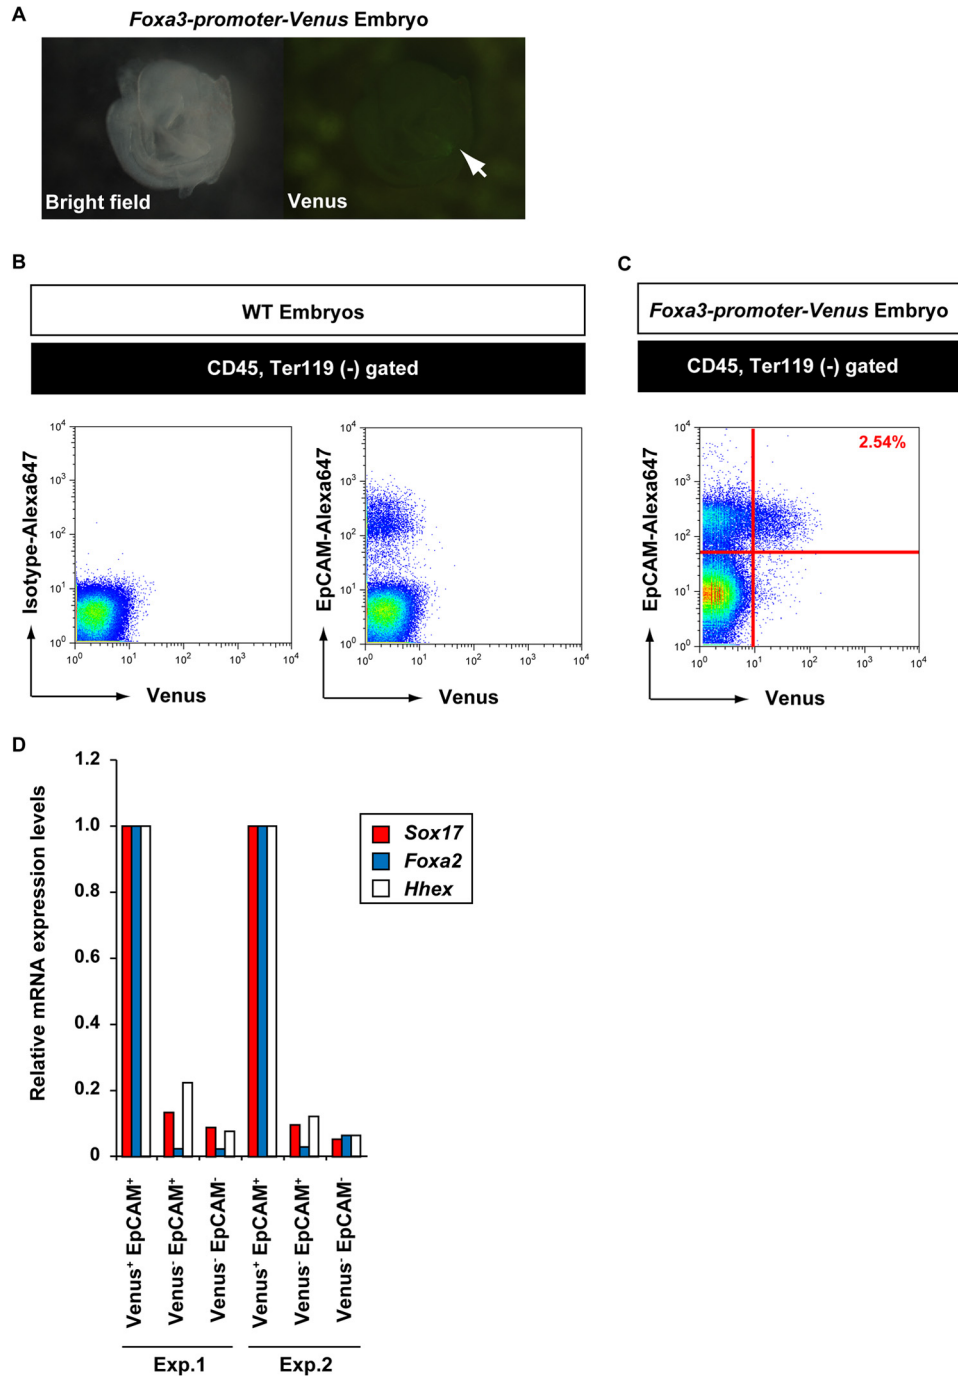 A
Foxa3-promoter-Venus Embryo
Bright field
Venus
B
WT Embryos
CD45, Ter119 (-) gated
Isotype-Alexa647
10⁴
10³
10²
10¹
10⁰
10⁰ 10¹ 10² 10³ 10⁴
Venus
EpCAM-Alexa647
10⁴
10³
10²
10¹
10⁰
10⁰ 10¹ 10² 10³ 10⁴
Venus
C
Foxa3-promoter-Venus Embryo
CD45, Ter119 (-) gated
EpCAM-Alexa647
10⁴
10³
10²
10¹
10⁰
2.54%
10⁰ 10¹ 10² 10³ 10⁴
Venus
D
Relative mRNA expression levels
1.2
1.0
0.8
0.6
0.4
0.2
0
Sox17
Foxa2
Hhex
Venus⁺ EpCAM⁺
Venus⁻ EpCAM⁺
Venus⁻ EpCAM⁻
Venus⁺ EpCAM⁺
Venus⁻ EpCAM⁺
Venus⁻ EpCAM⁻
Exp.1
Exp.2